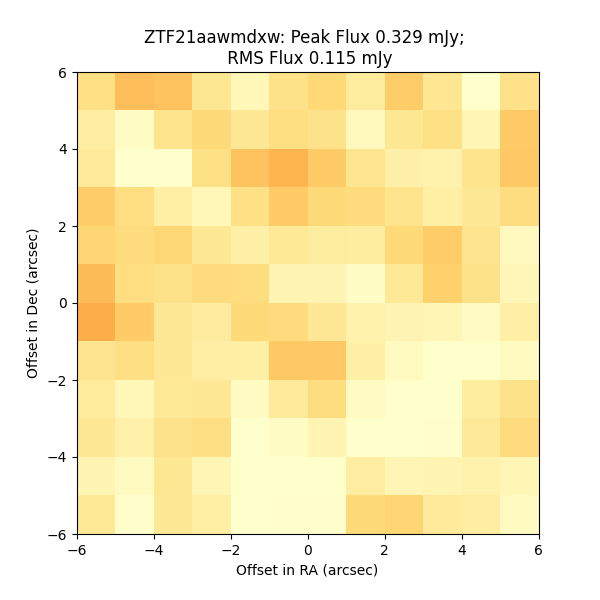 ZTF21aawmdxw: Peak Flux 0.329 mJy;
RMS Flux 0.115 mJy
6
4
2
0
−2
−4
−6
Offset in Dec (arcsec)
−6 −4 −2 0 2 4 6
Offset in RA (arcsec)